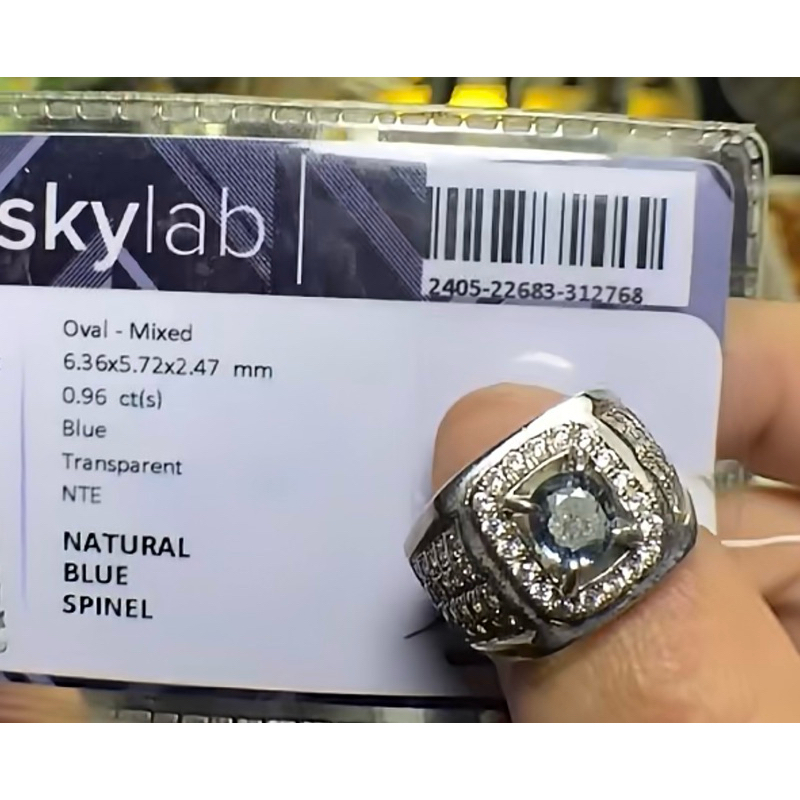 skylab
2405-22683-312768
Oval - Mixed
6.36x5.72x2.47 mm
0.96 ct(s)
Blue
Transparent
NTE
NATURAL
BLUE
SPINEL